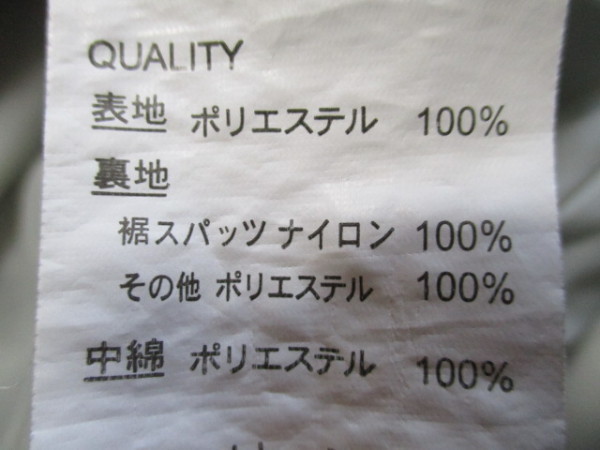 QUALITY
表地 ポリエステル 100%
裏地
裾スパッツ ナイロン 100%
その他 ポリエステル 100%
中綿 ポリエステル 100%